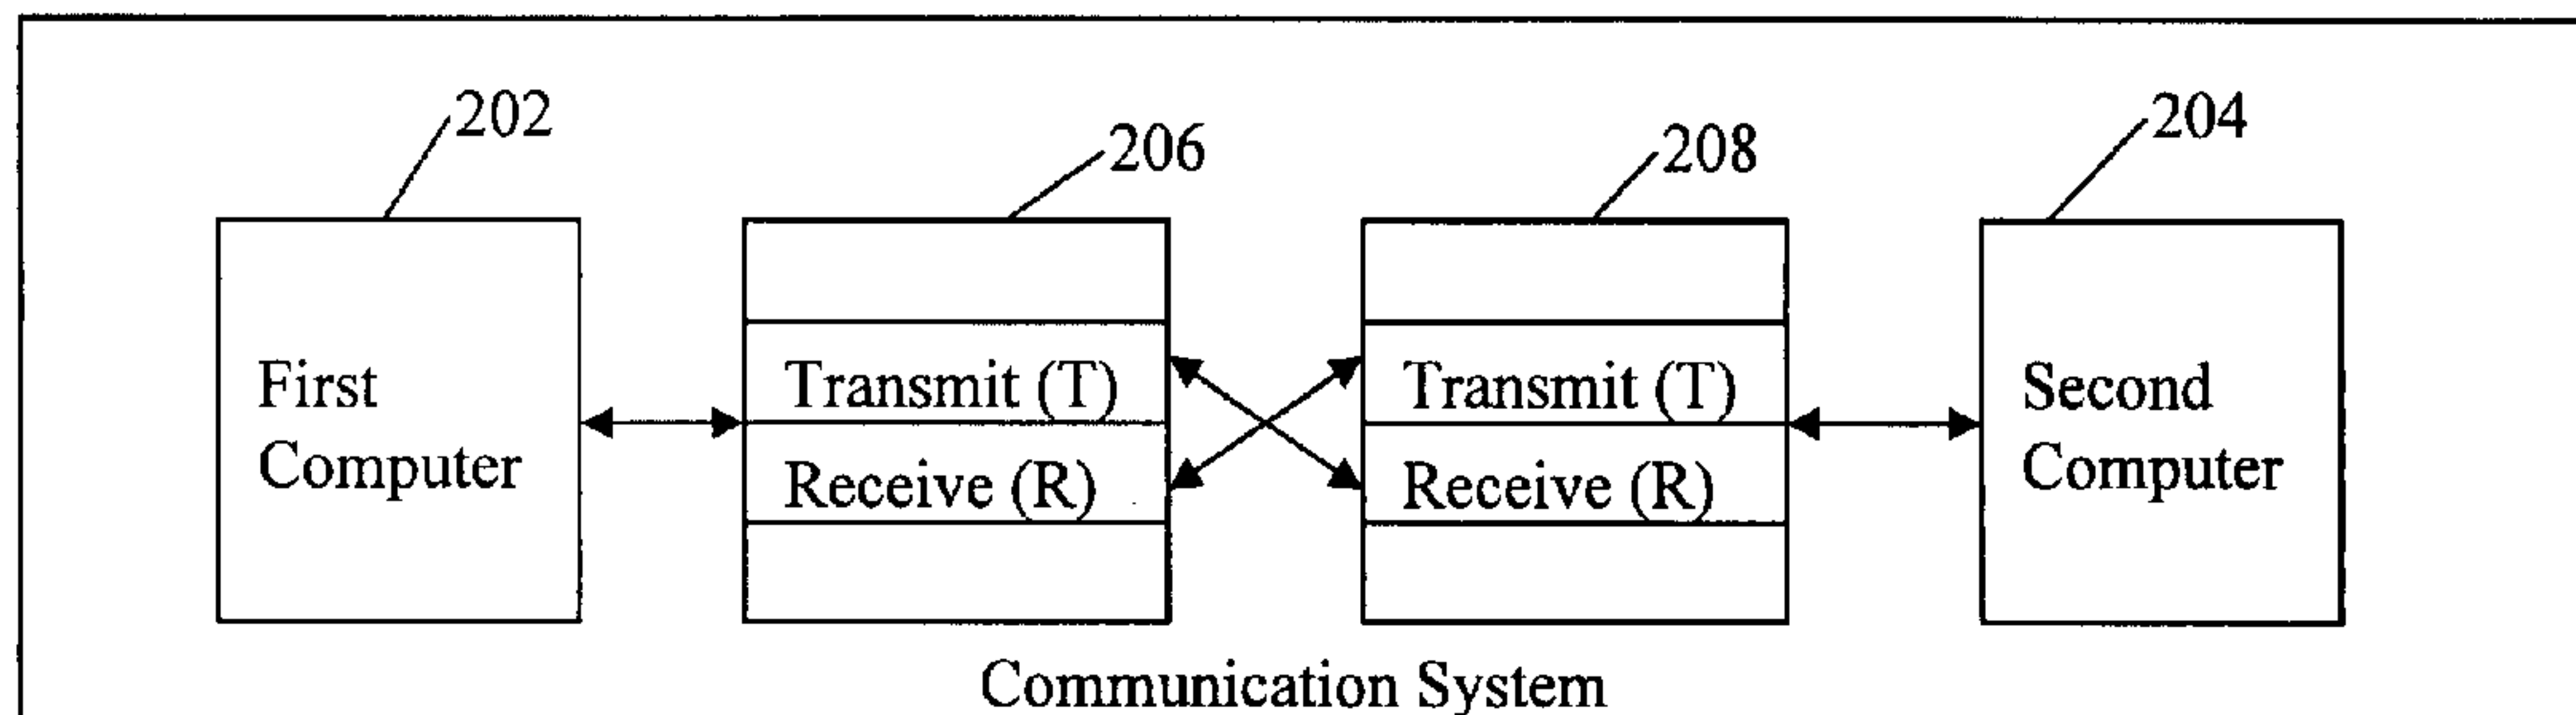 202
206
208
204
First
Computer
Transmit (T)
Receive (R)
Transmit (T)
Receive (R)
Second
Computer
Communication System